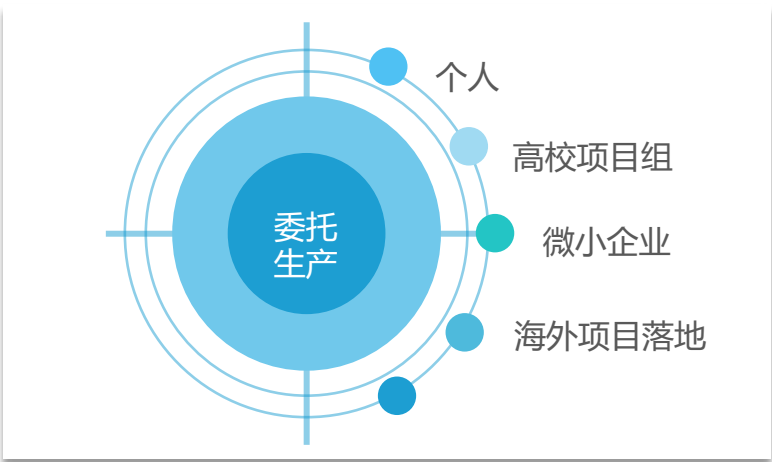 个人
高校项目组
委托
生产
微小企业
海外项目落地